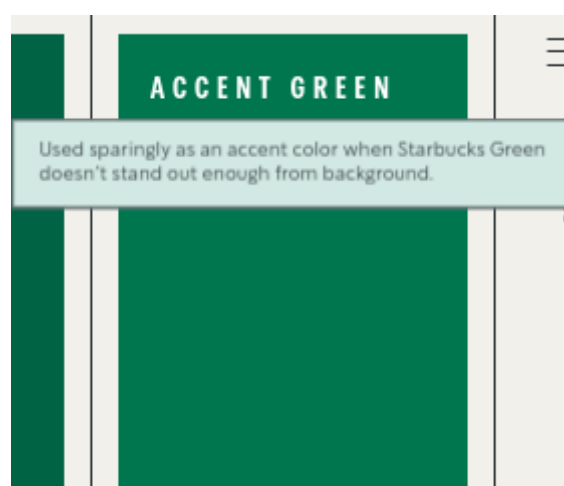 ACCENT GREEN
Used sparingly as an accent color when Starbucks Green
doesn't stand out enough from background.